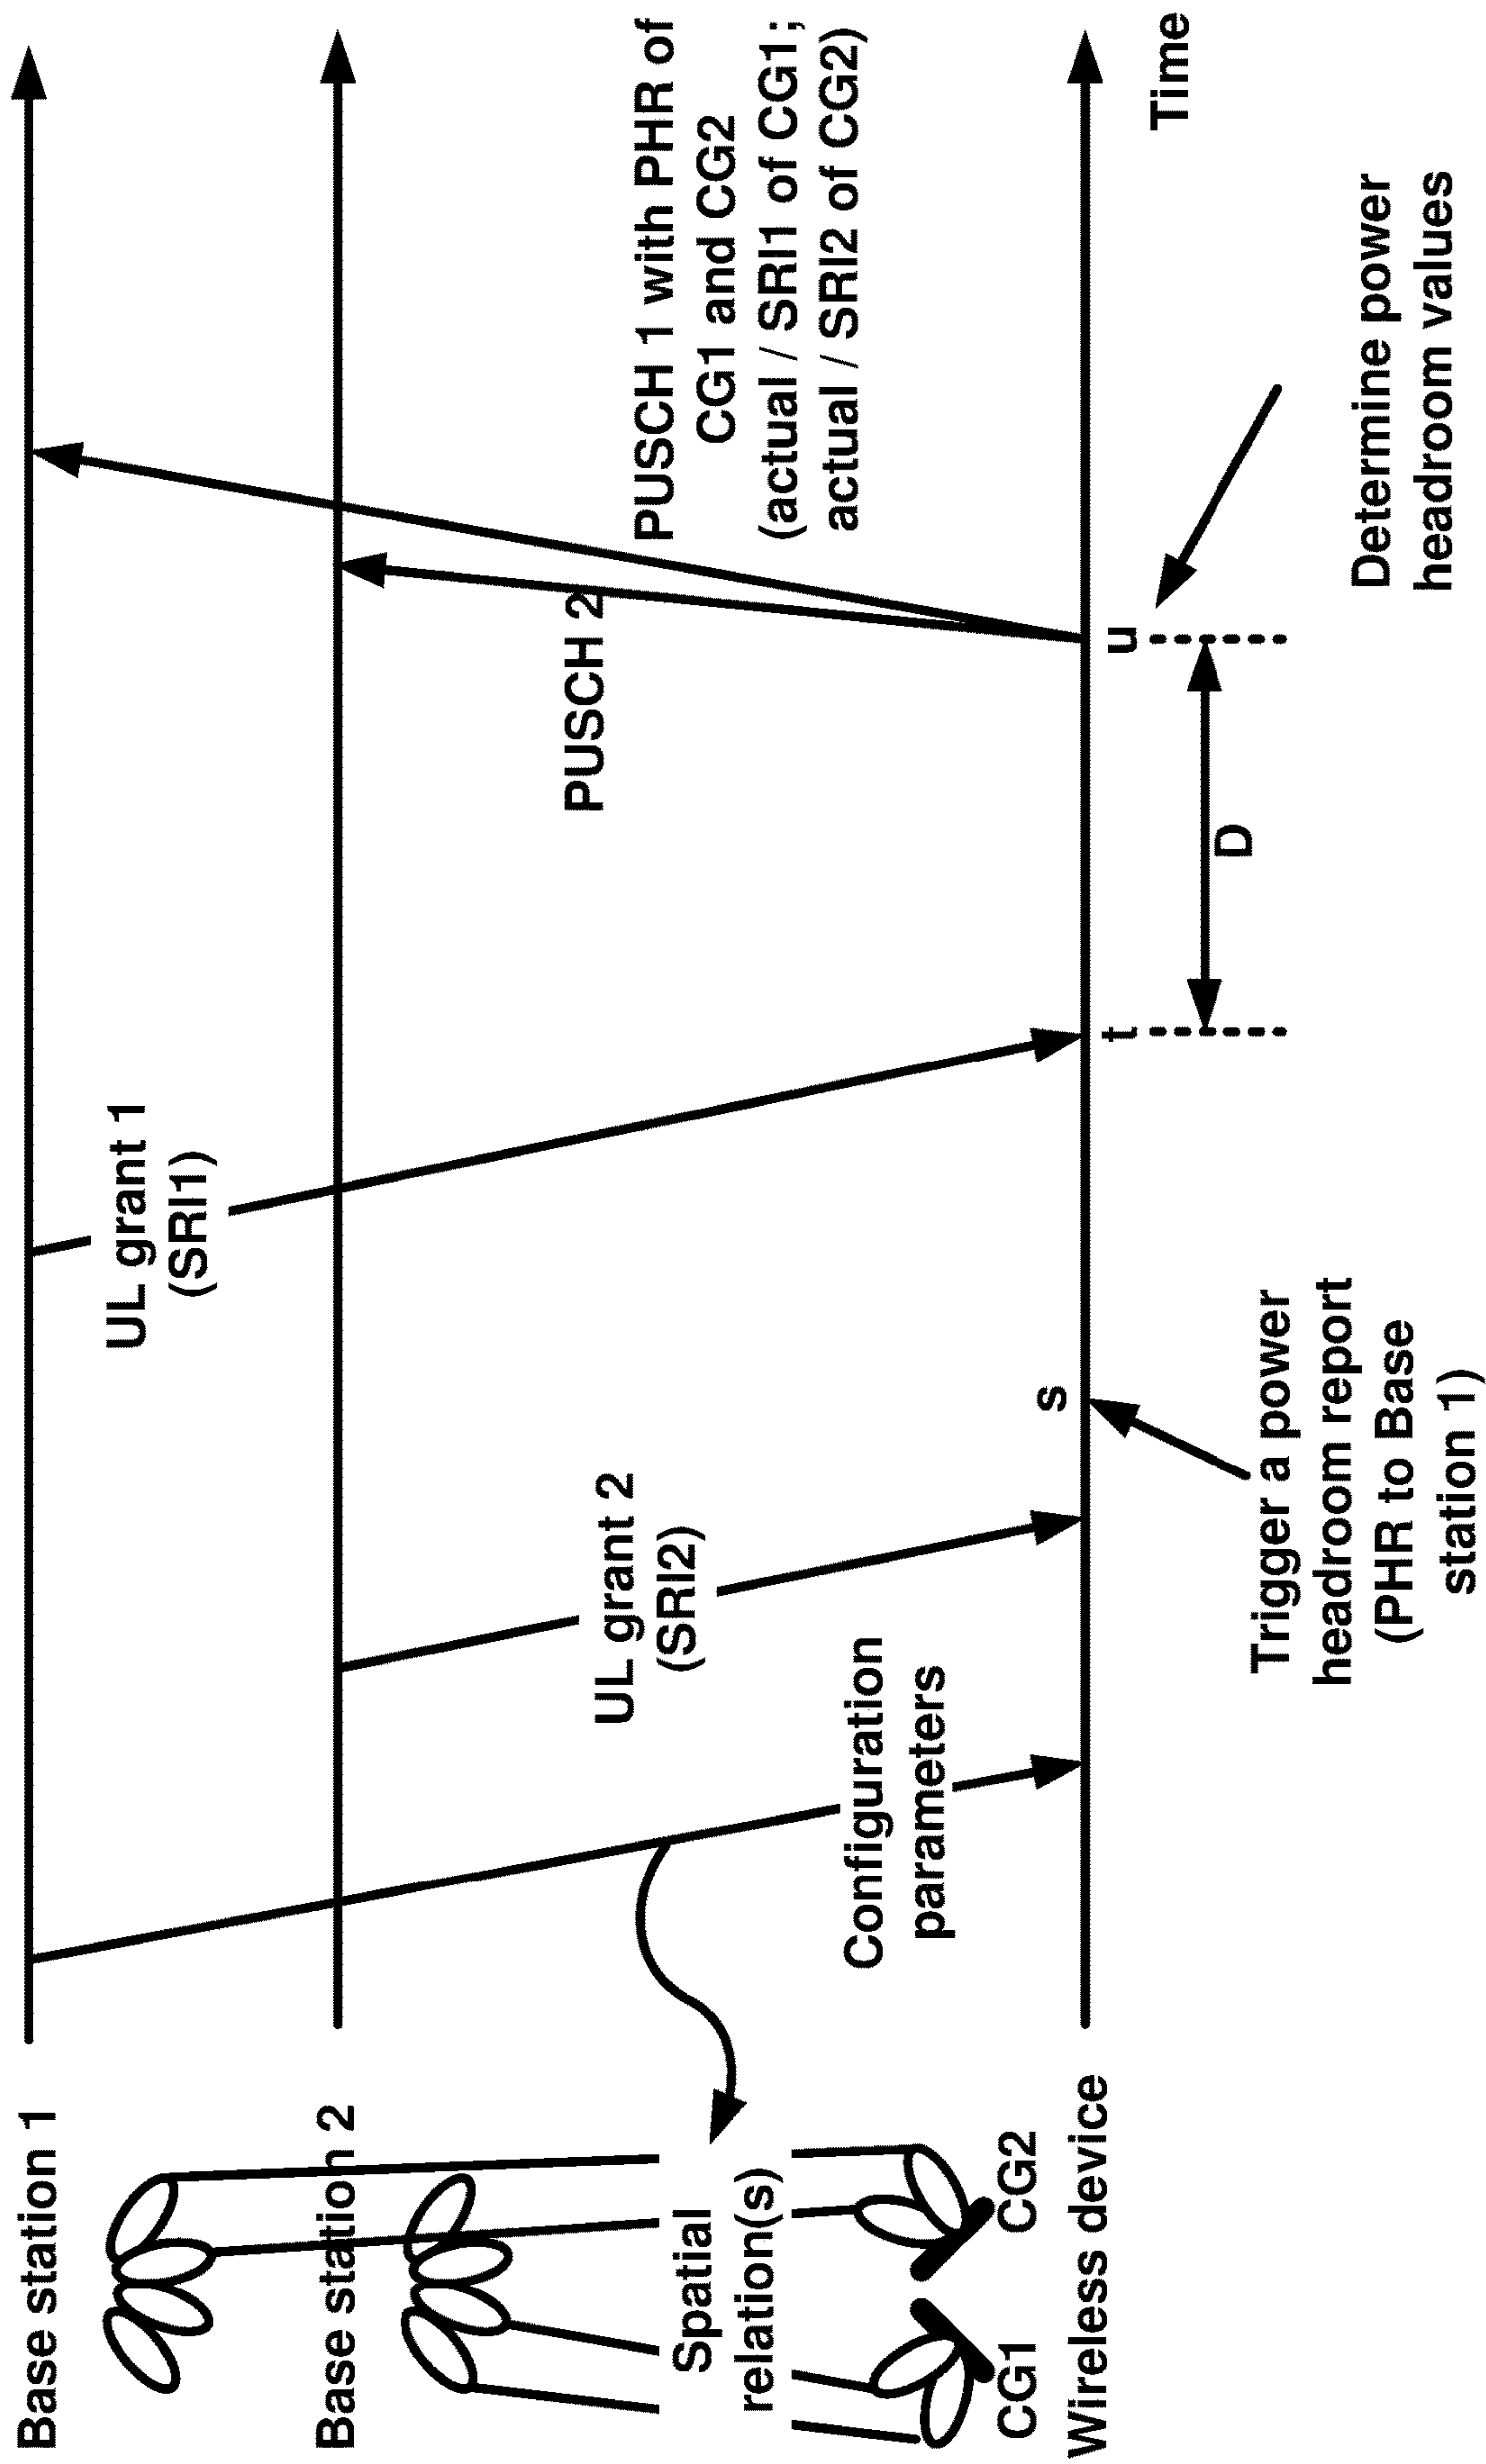 Base station 1
Base station 2
Spatial
relation(s)
CG1
CG2
Wireless device
Configuration
parameters
UL grant 2
(SRI2)
UL grant 1
(SRI1)
PUSCH 2
PUSCH 1 with PHR of
CG1 and CG2
(actual / SRI1 of CG1;
actual / SRI2 of CG2)
s
t
u
D
Time
Trigger a power
headroom report
(PHR to Base
station 1)
Determine power
headroom values